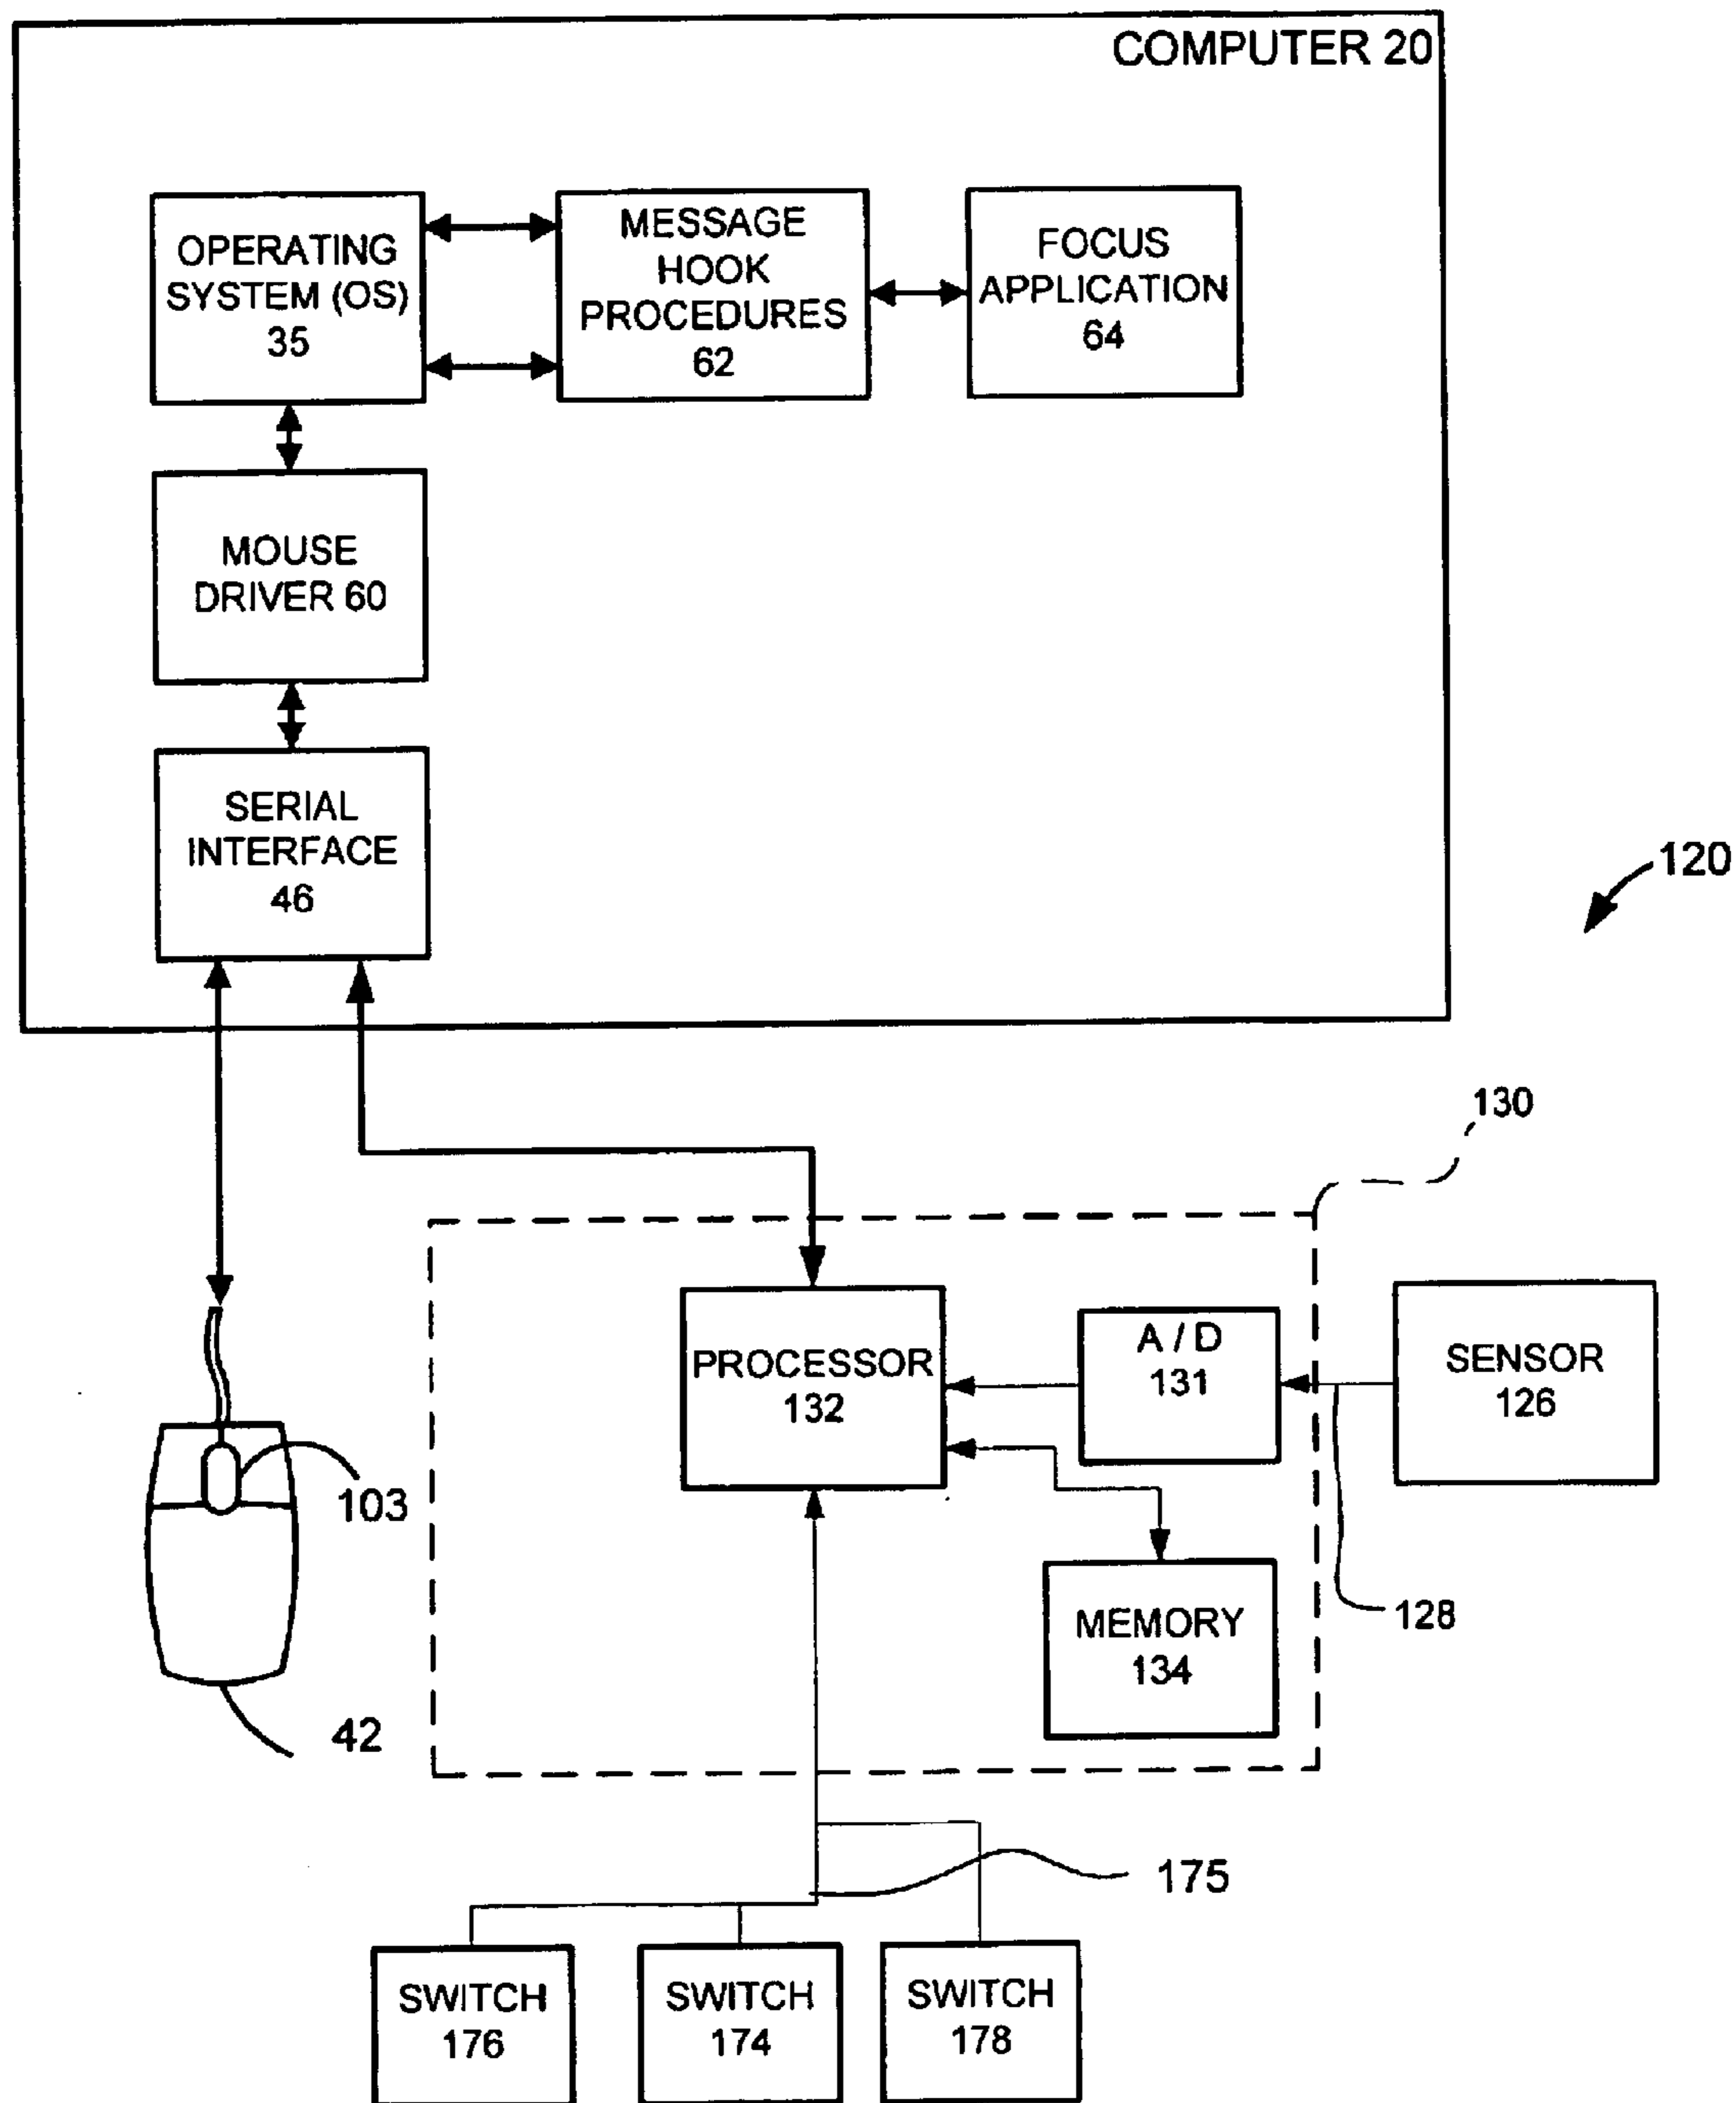 COMPUTER 20
OPERATING
SYSTEM (OS)
35
MESSAGE
HOOK
PROCEDURES
62
FOCUS
APPLICATION
64
MOUSE
DRIVER 60
SERIAL
INTERFACE
46
120
130
PROCESSOR
132
A / D
131
SENSOR
126
103
MEMORY
134
128
42
175
SWITCH
176
SWITCH
174
SWITCH
178